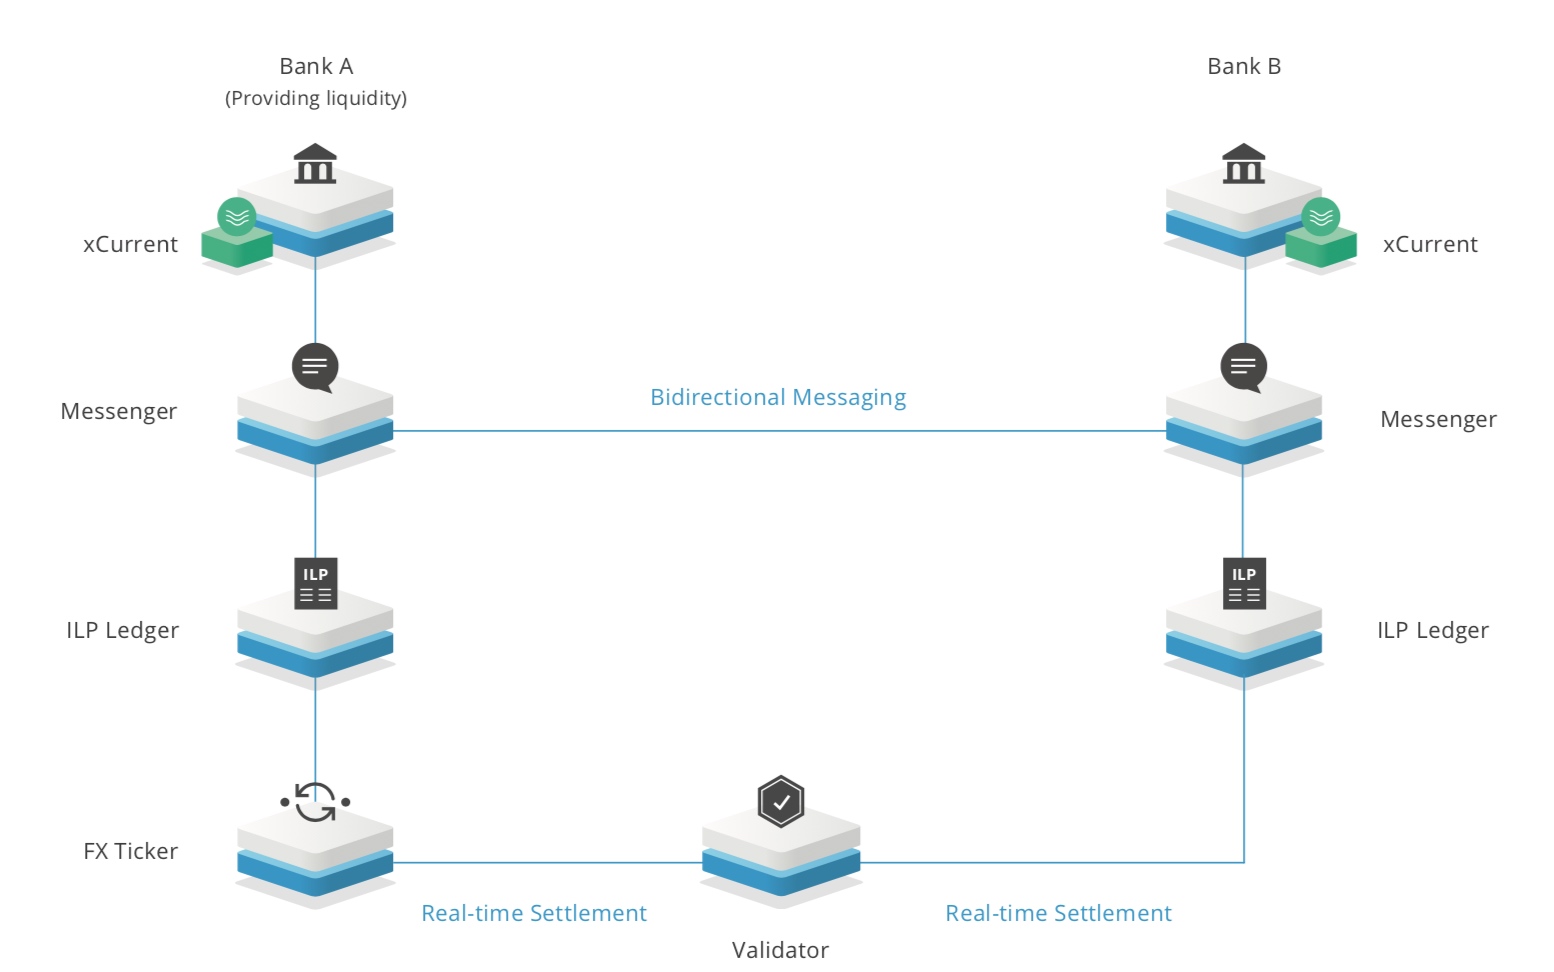 Bank A
(Providing liquidity)
Bank B
xCurrent
xCurrent
Bidirectional Messaging
Messenger
Messenger
ILP
ILP
ILP Ledger
ILP Ledger
FX Ticker
Real-time Settlement
Real-time Settlement
Validator